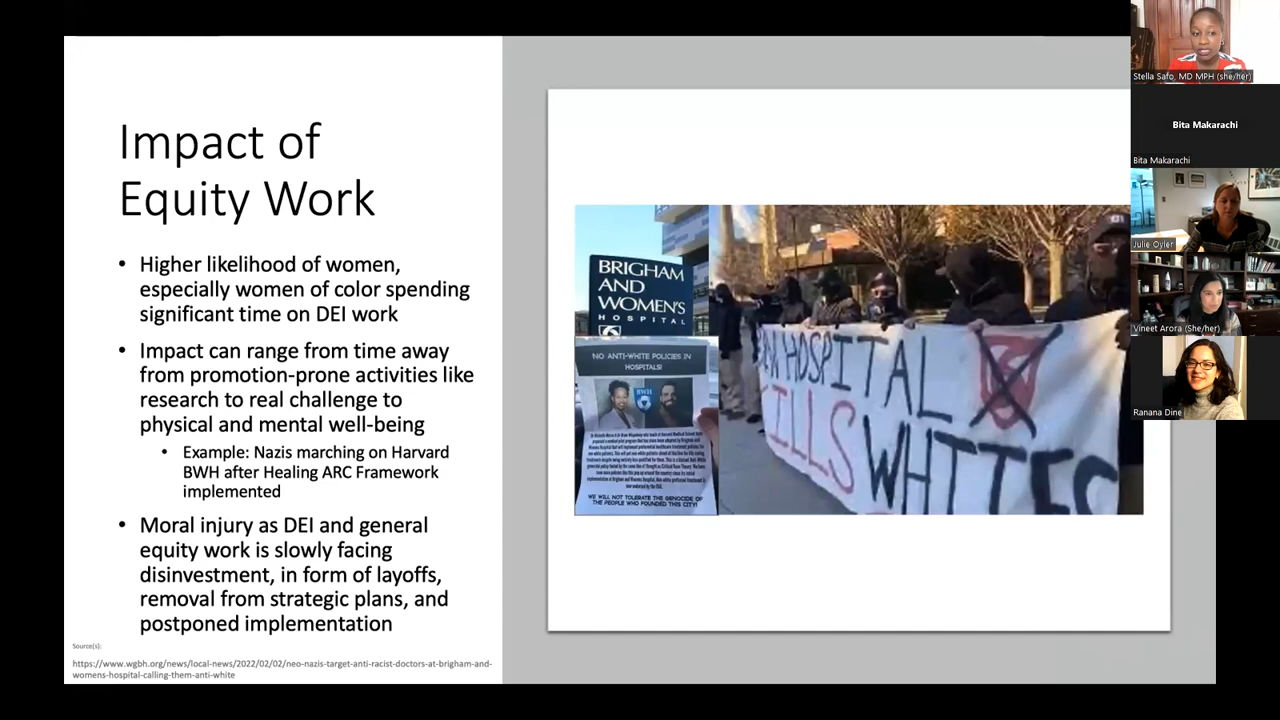 Impact of
Equity Work
• Higher likelihood of women,
especially women of color spending
significant time on DEI work
• Impact can range from time away
from promotion-prone activities like
research to real challenge to
physical and mental well-being
• Example: Nazis marching on Harvard
BWH after Healing ARC Framework
implemented
• Moral injury as DEI and general
equity work is slowly facing
disinvestment, in form of layoffs,
removal from strategic plans, and
postponed implementation
Source(s):
https://www.wgbh.org/news/local-news/2022/02/02/neo-nazis-target-anti-racist-doctors-at-brigham-and-
womens-hospital-calling-them-anti-white
BRIGHAM
AND
WOMEN'S
HOSPITAL
NO ANTI-WHITE POLICIES IN
HOSPITALS!
BWH
WE WILL NOT TOLERATE THE GENOCIDE OF
THE PEOPLE WHO FOUNDED THIS CITY!
HOSPITAL
Stella Safo, MD MPH (she/her)
Bita Makarachi
Bita Makarachi
Julie Oyler
Vineet Arora (She/her)
Ranana Dine